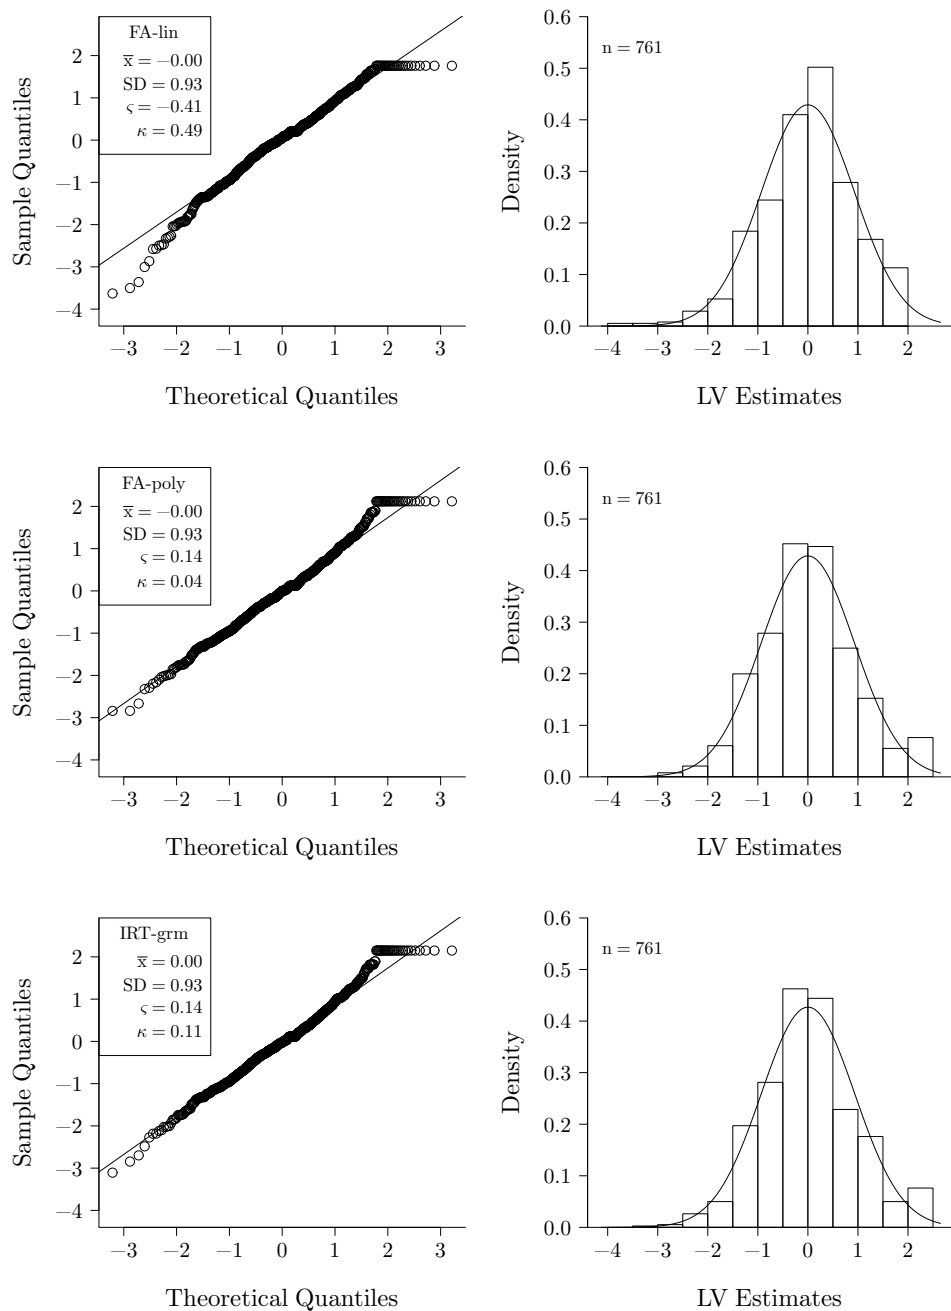 FA-lin
x̄ = −0.00
SD = 0.93
ς = −0.41
κ = 0.49
Sample Quantiles
2
1
0
−1
−2
−3
−4
−3 −2 −1 0 1 2 3
Theoretical Quantiles
n = 761
Density
0.6
0.5
0.4
0.3
0.2
0.1
0.0
−4 −3 −2 −1 0 1 2
LV Estimates
FA-poly
x̄ = −0.00
SD = 0.93
ς = 0.14
κ = 0.04
Sample Quantiles
2
1
0
−1
−2
−3
−4
−3 −2 −1 0 1 2 3
Theoretical Quantiles
n = 761
Density
0.6
0.5
0.4
0.3
0.2
0.1
0.0
−4 −3 −2 −1 0 1 2
LV Estimates
IRT-grm
x̄ = 0.00
SD = 0.93
ς = 0.14
κ = 0.11
Sample Quantiles
2
1
0
−1
−2
−3
−4
−3 −2 −1 0 1 2 3
Theoretical Quantiles
n = 761
Density
0.6
0.5
0.4
0.3
0.2
0.1
0.0
−4 −3 −2 −1 0 1 2
LV Estimates